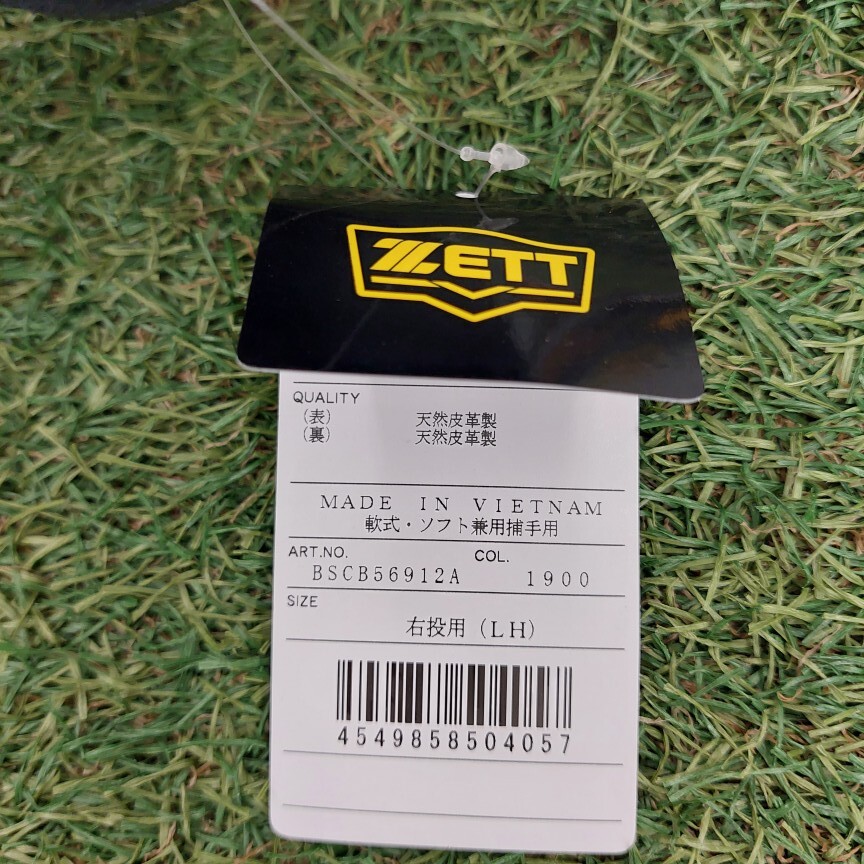 ZETT
QUALITY
(表) 天然皮革製
(裏) 天然皮革製
MADE IN VIETNAM
軟式・ソフト兼用捕手用
ART.NO. COL.
BSCB56912A 1900
SIZE
右投用(LH)
4549858504057